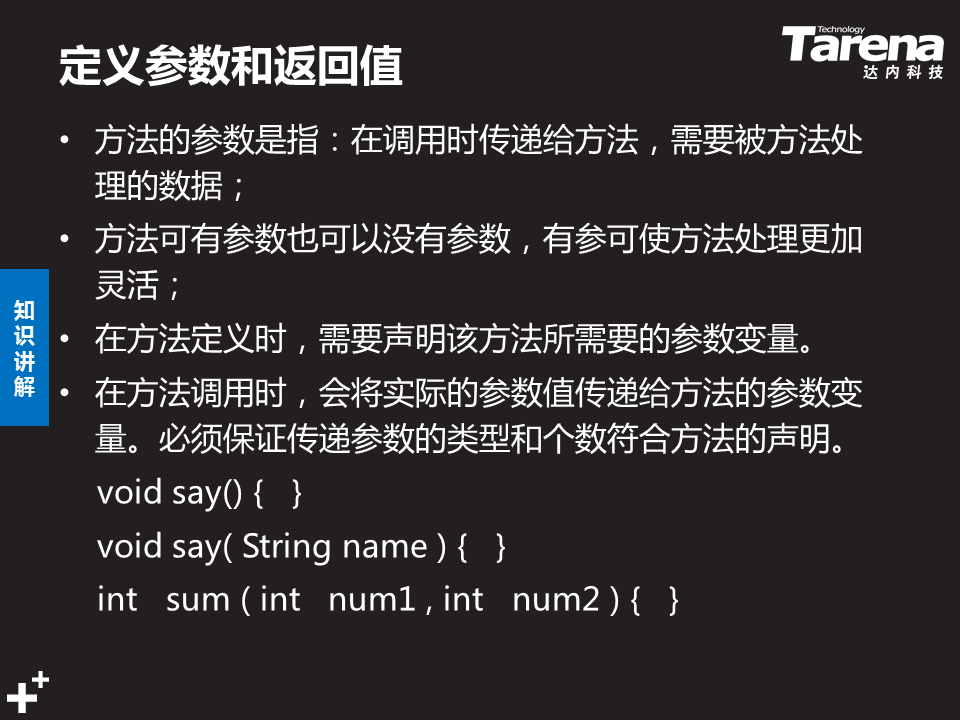 定义参数和返回值
Technology
Tarena
达内科技
• 方法的参数是指：在调用时传递给方法，需要被方法处
理的数据；
• 方法可有参数也可以没有参数，有参可使方法处理更加
灵活；
• 在方法定义时，需要声明该方法所需要的参数变量。
• 在方法调用时，会将实际的参数值传递给方法的参数变
量。必须保证传递参数的类型和个数符合方法的声明。
void say() {   }
void say( String name ) {   }
int   sum ( int   num1 , int   num2 ) {   }
知
识
讲
解